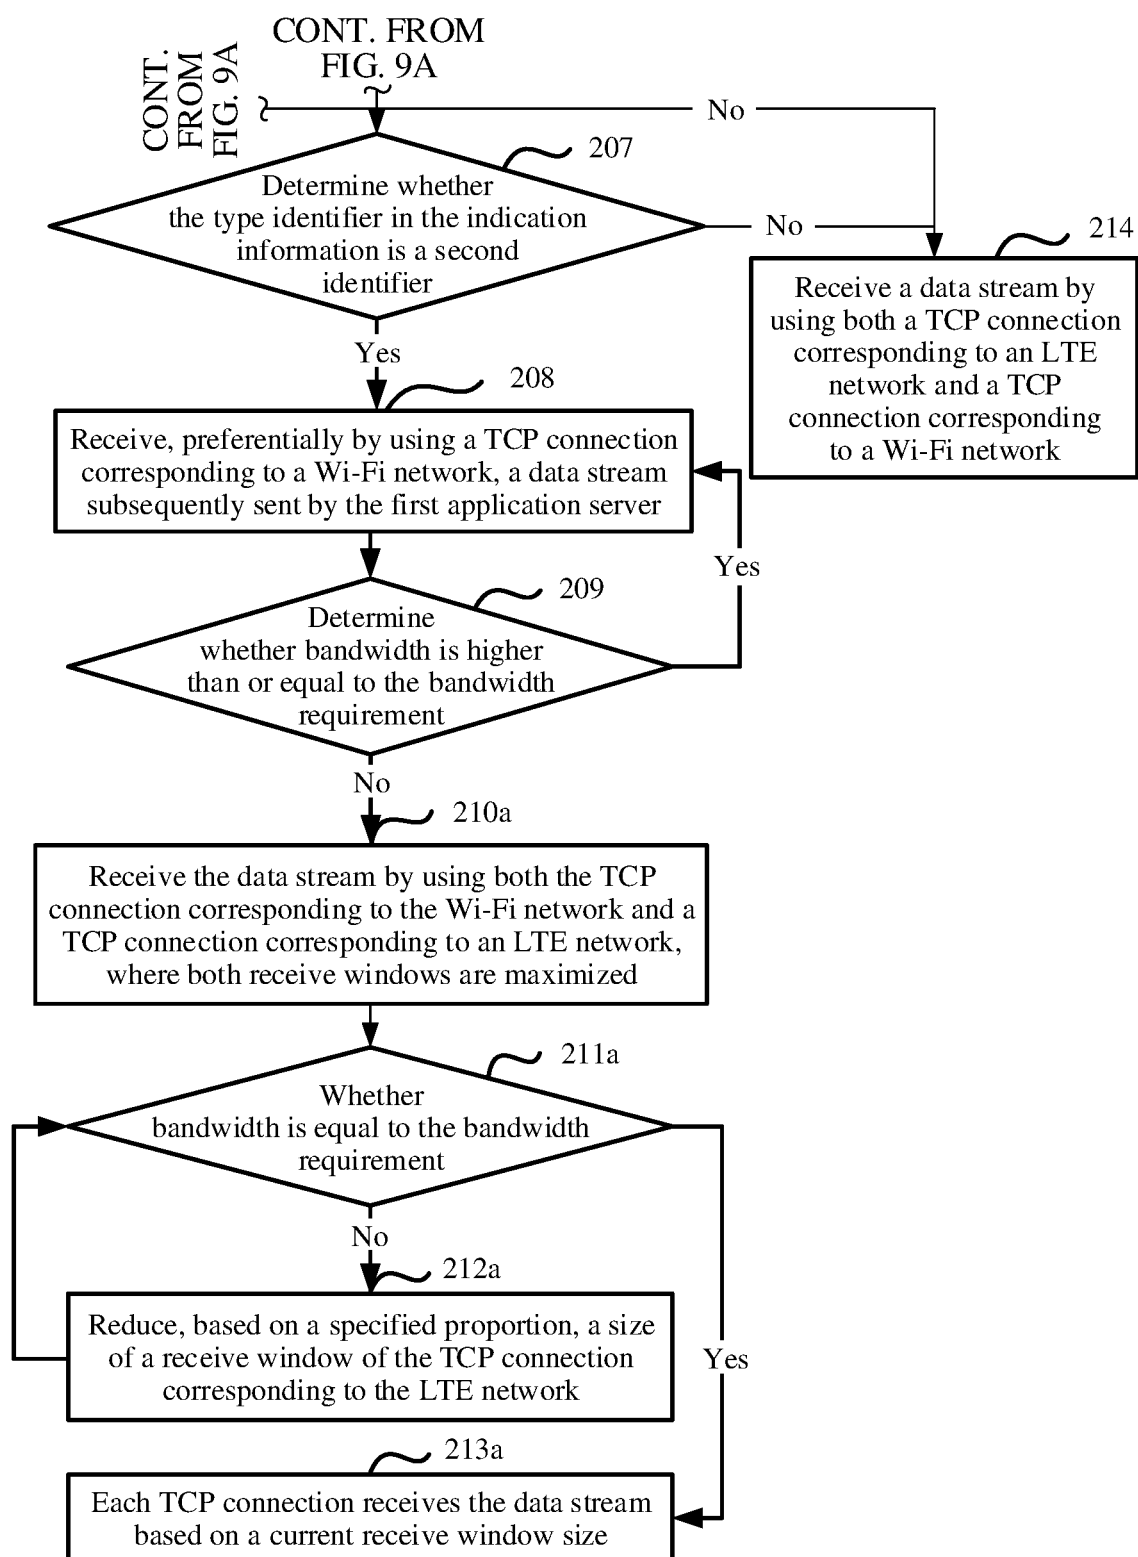 CONT. FROM
FIG. 9A
CONT.
FROM
FIG. 9A
No
207
Determine whether
the type identifier in the indication
information is a second
identifier
No
214
Receive a data stream by
using both a TCP connection
corresponding to an LTE
network and a TCP
connection corresponding
to a Wi-Fi network
Yes
208
Receive, preferentially by using a TCP connection
corresponding to a Wi-Fi network, a data stream
subsequently sent by the first application server
Yes
209
Determine
whether bandwidth is higher
than or equal to the bandwidth
requirement
No
210a
Receive the data stream by using both the TCP
connection corresponding to the Wi-Fi network and a
TCP connection corresponding to an LTE network,
where both receive windows are maximized
211a
Whether
bandwidth is equal to the bandwidth
requirement
No
212a
Reduce, based on a specified proportion, a size
of a receive window of the TCP connection
corresponding to the LTE network
Yes
213a
Each TCP connection receives the data stream
based on a current receive window size